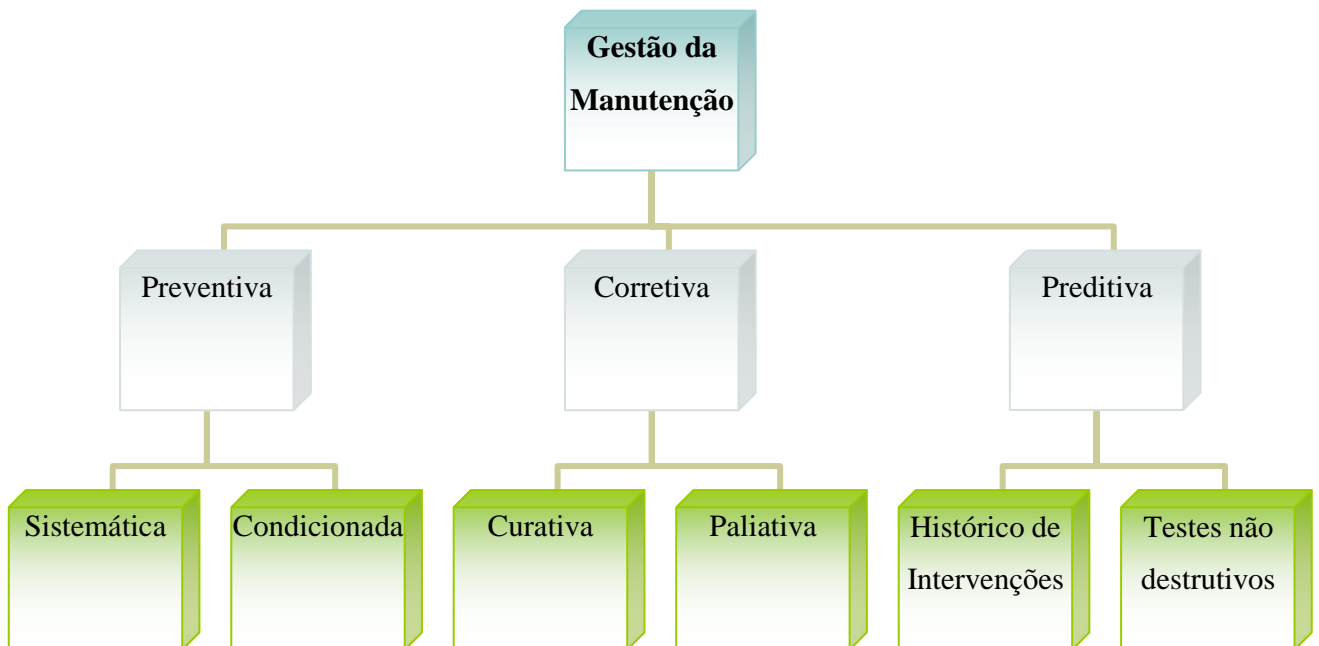 Gestão da
Manutenção
Preventiva
Corretiva
Preditiva
Sistemática
Condicionada
Curativa
Paliativa
Histórico de
Intervenções
Testes não
destrutivos